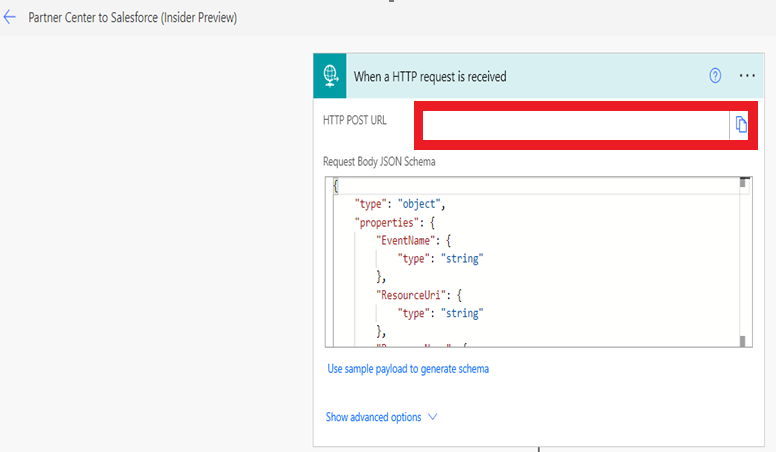 Partner Center to Salesforce (Insider Preview)
When a HTTP request is received
HTTP POST URL
Request Body JSON Schema
{
"type": "object",
"properties": {
"EventName": {
"type": "string"
},
"ResourceUri": {
"type": "string"
},
Use sample payload to generate schema
Show advanced options